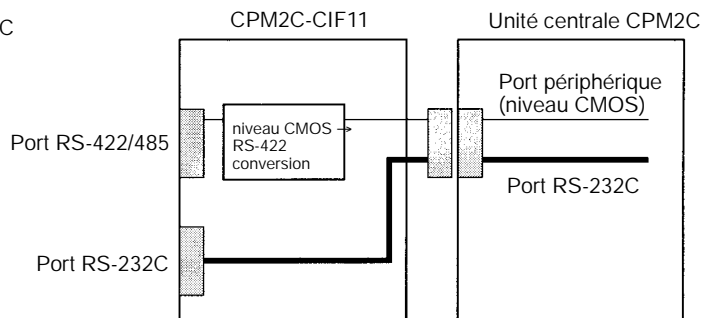 C
CPM2C-CIF11
Unité centrale CPM2C
Port périphérique
(niveau CMOS)
niveau CMOS
RS-422
conversion
Port RS-422/485
Port RS-232C
Port RS-232C